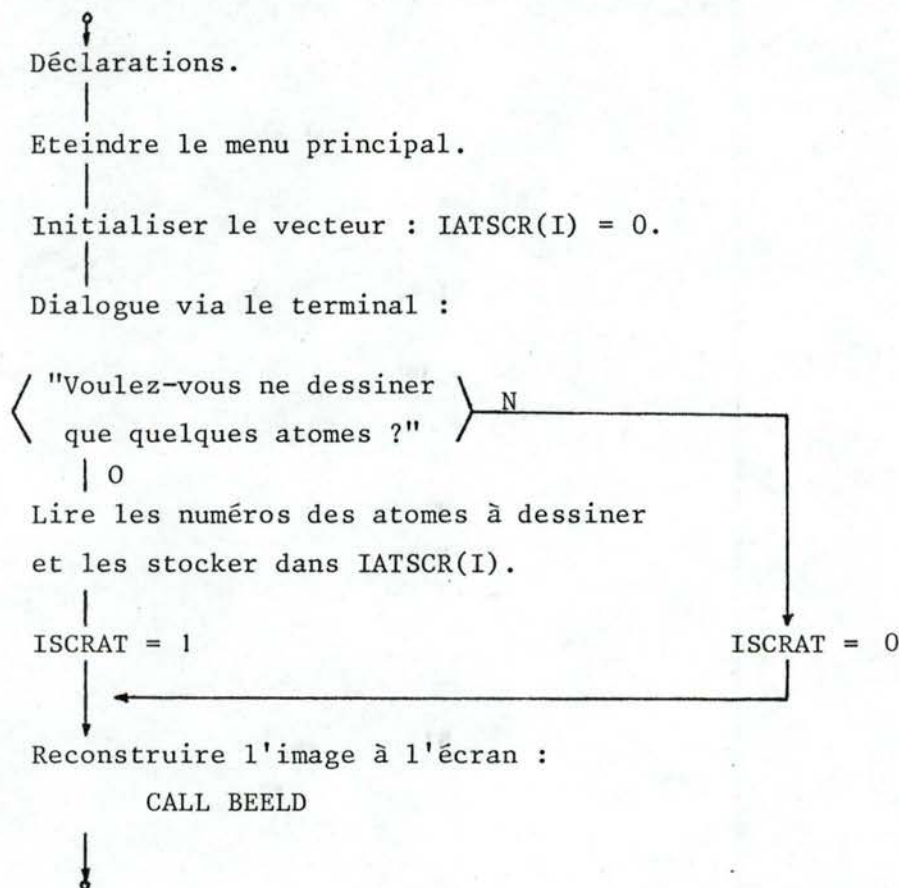 Déclarations.
Eteindre le menu principal.
Initialiser le vecteur : IATSCR(I) = 0.
Dialogue via le terminal :
"Voulez-vous ne dessiner
N
que quelques atomes ?"
O
Lire les numéros des atomes à dessiner
et les stocker dans IATSCR(I).
ISCRAT = 1
ISCRAT = 0
Reconstruire l'image à l'écran :
CALL BEELD